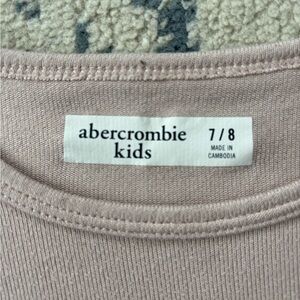 abercrombie
kids
7/8
MADE IN
CAMBODIA